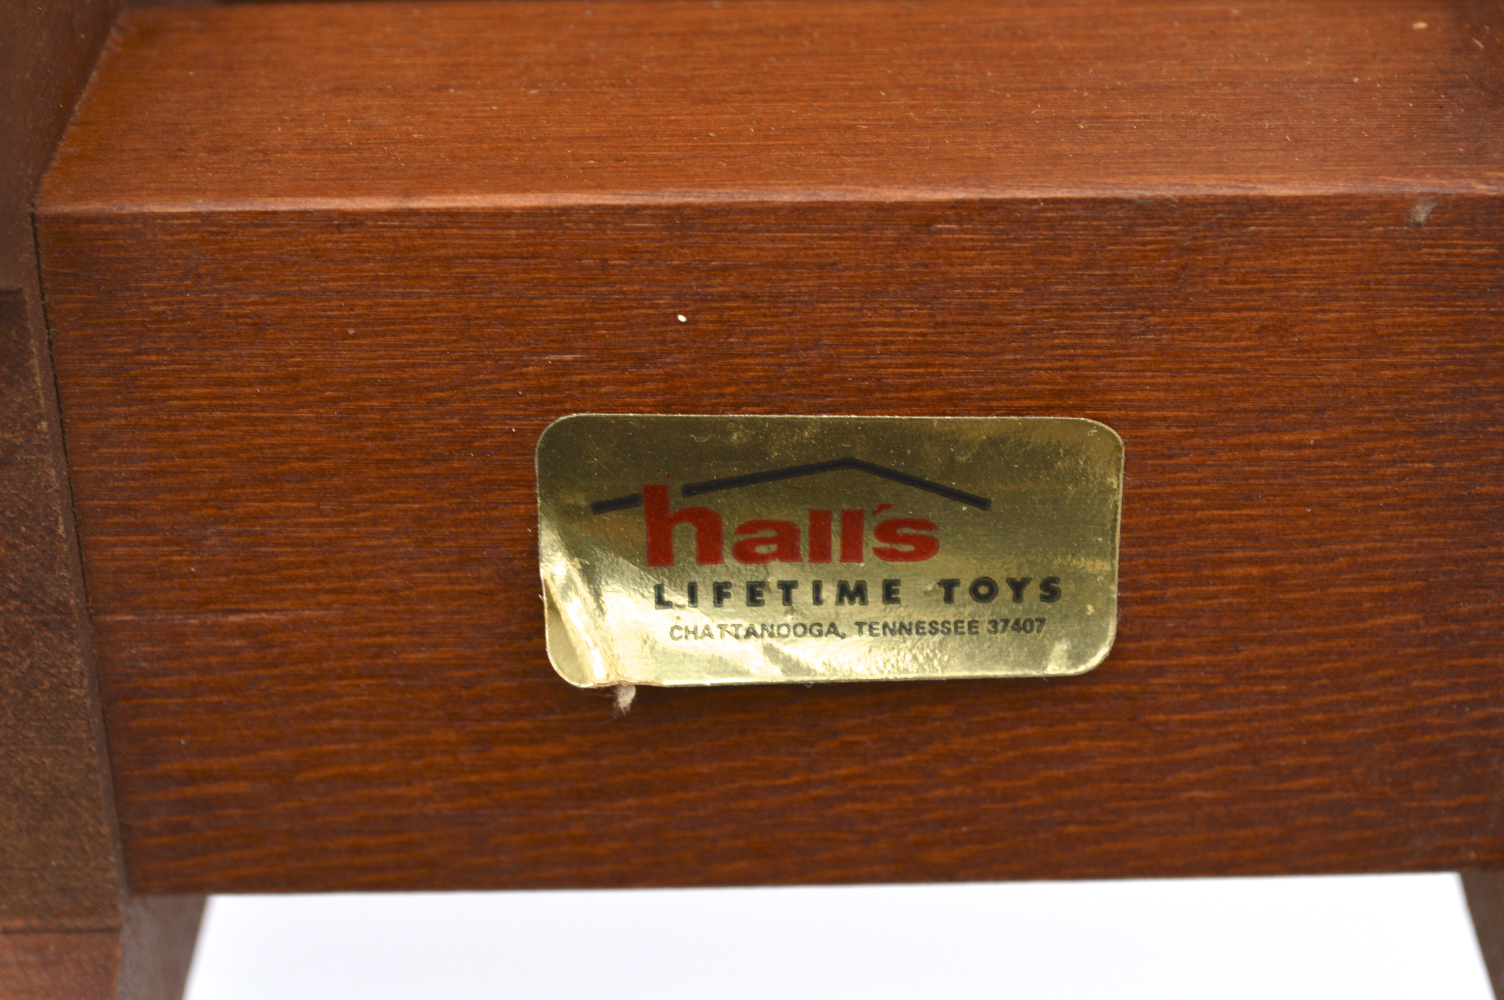 hall's
LIFETIME TOYS
CHATTANOOGA, TENNESSEE 37407